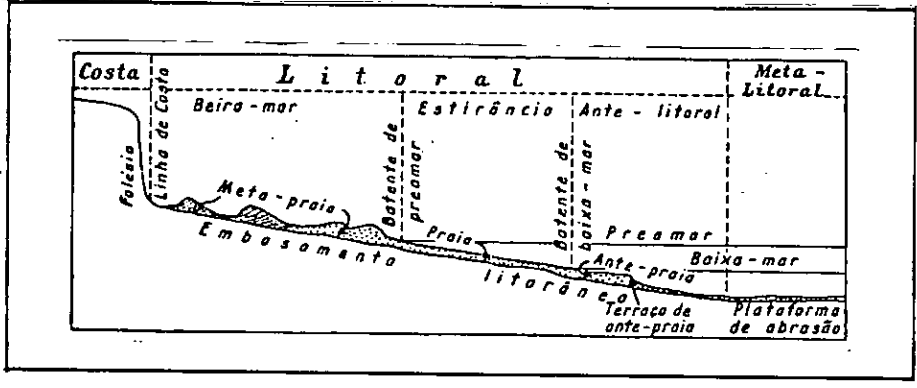 Costa
Litoral
Meta-
Litoral
Beira-mar
Estirâncio
Ante-litoral
Falésia
Linha de Costa
Batente de
preamar
Batente de
baixa-mar
Meta-praia
Praia
Preamar
Baixa-mar
Ante-praia
Embasamento litorâneo
Terraço de
ante-praia
Plataforma
de abrasão